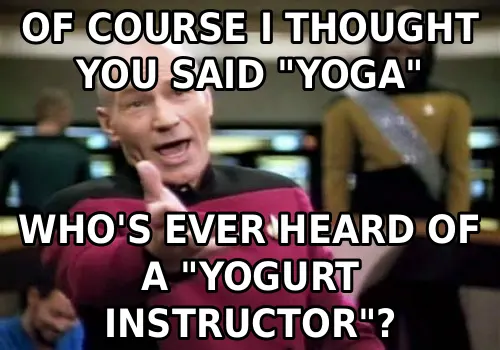 OF COURSE I THOUGHT
YOU SAID "YOGA"
WHO'S EVER HEARD OF
A "YOGURT
INSTRUCTOR"?